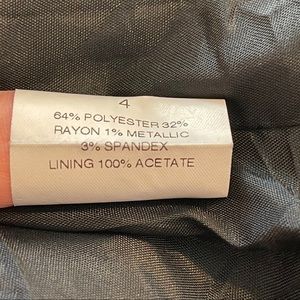 4
64% POLYESTER 32%
RAYON 1% METALLIC
3% SPANDEX
LINING 100% ACETATE